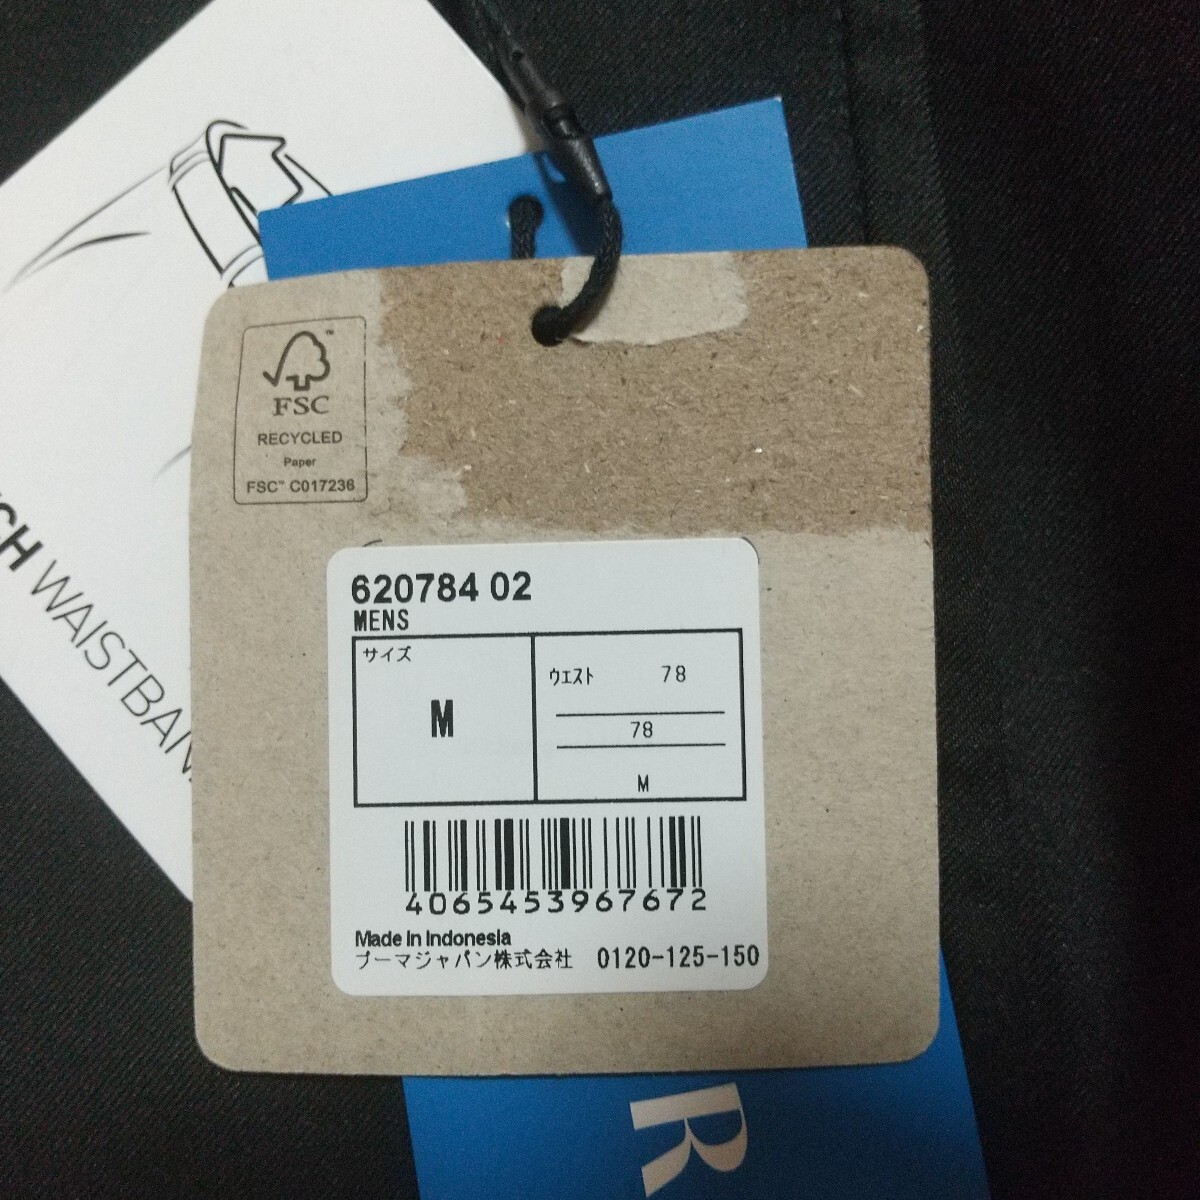 FSC
RECYCLED
Paper
FSC™ C017236
WAISTBAN
620784 02
MENS
サイズ
M
ウエスト 78
78
M
4065453967672
Made in Indonesia
プーマジャパン株式会社 0120-125-150
R